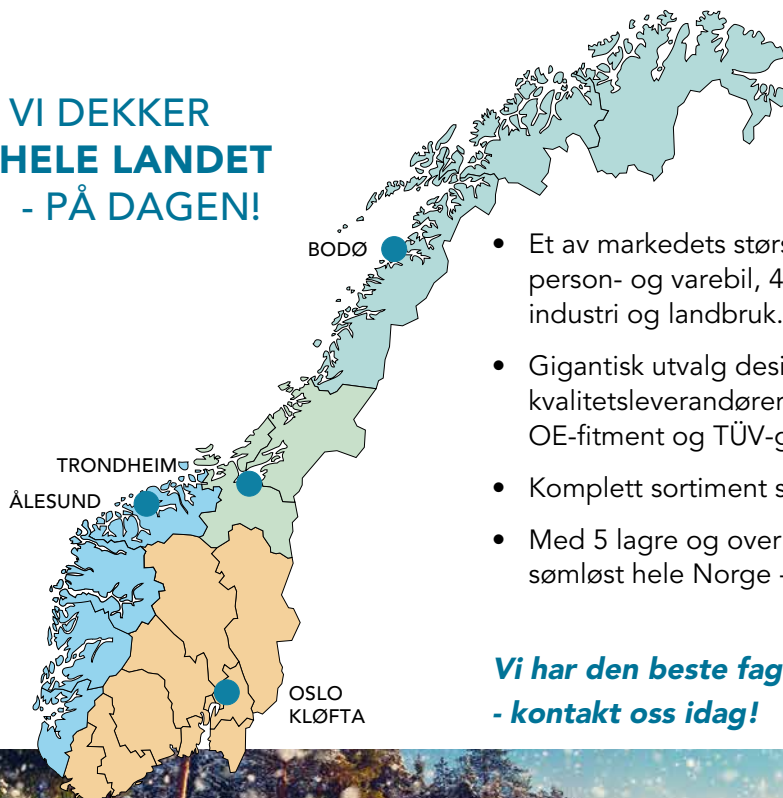 VI DEKKER
HELE LANDET
- PÅ DAGEN!
BODØ
TRONDHEIM
ÅLESUND
OSLO
KLØFTA
• Et av markedets størs
person- og varebil, 4
industri og landbruk.
• Gigantisk utvalg desi
kvalitetsleverandører
OE-fitment og TÜV-g
• Komplett sortiment s
• Med 5 lagre og over
sømløst hele Norge -
Vi har den beste fag
- kontakt oss idag!